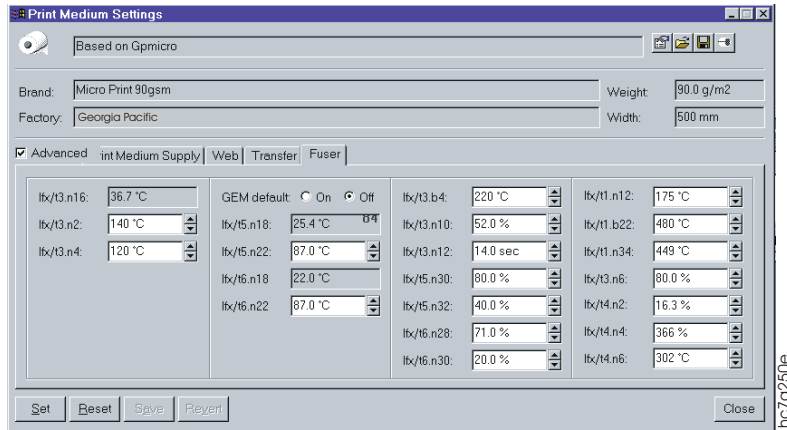 Print Medium Settings
Based on Gpmicro
Brand: Micro Print 90gsm Weight: 90.0 g/m2
Factory: Georgia Pacific Width: 500 mm
Advanced int Medium Supply Web Transfer Fuser
lfx/t3.n16: 36.7 °C
lfx/t3.n2: 140 °C
lfx/t3.n4: 120 °C
GEM default: On Off
lfx/t5.n18: 25.4 °C 04
lfx/t5.n22: 87.0 °C
lfx/t6.n18 22.0 °C
lfx/t6.n22 87.0 °C
lfx/t3.b4: 220 °C
lfx/t3.n10: 52.0 %
lfx/t3.n12: 14.0 sec
lfx/t5.n30: 80.0 %
lfx/t5.n32: 40.0 %
lfx/t6.n28: 71.0 %
lfx/t6.n30: 20.0 %
lfx/t1.n12: 175 °C
lfx/t1.b22: 480 °C
lfx/t1.n34: 449 °C
lfx/t3.n6: 80.0 %
lfx/t4.n2: 16.3 %
lfx/t4.n4: 366 %
lfx/t4.n6: 302 °C
Set Reset Save Revert Close
hc7q250e